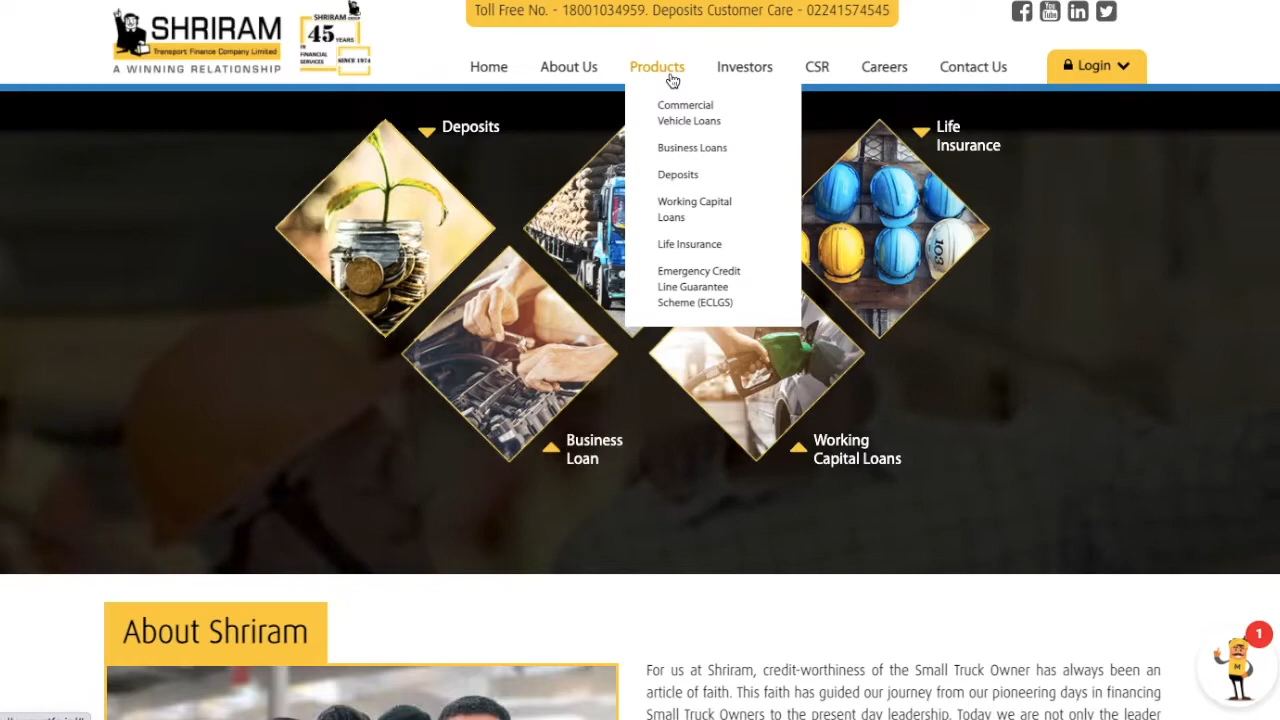 Toll Free No. - 18001034959. Deposits Customer Care - 02241574545
SHRIRAM
Transport Finance Company Limited
A WINNING RELATIONSHIP
SHRIRAM
45 YEARS
IN
FINANCIAL
SERVICES
SINCE 1974
Home
About Us
Products
Investors
CSR
Careers
Contact Us
Login
Commercial
Vehicle Loans
Business Loans
Deposits
Working Capital
Loans
Life Insurance
Emergency Credit
Line Guarantee
Scheme (ECLGS)
Deposits
Life
Insurance
103
Business
Loan
Working
Capital Loans
About Shriram
For us at Shriram, credit-worthiness of the Small Truck Owner has always been an
article of faith. This faith has guided our journey from our pioneering days in financing
Small Truck Owners to the present day leadership. Today we are not only the leader
1
M